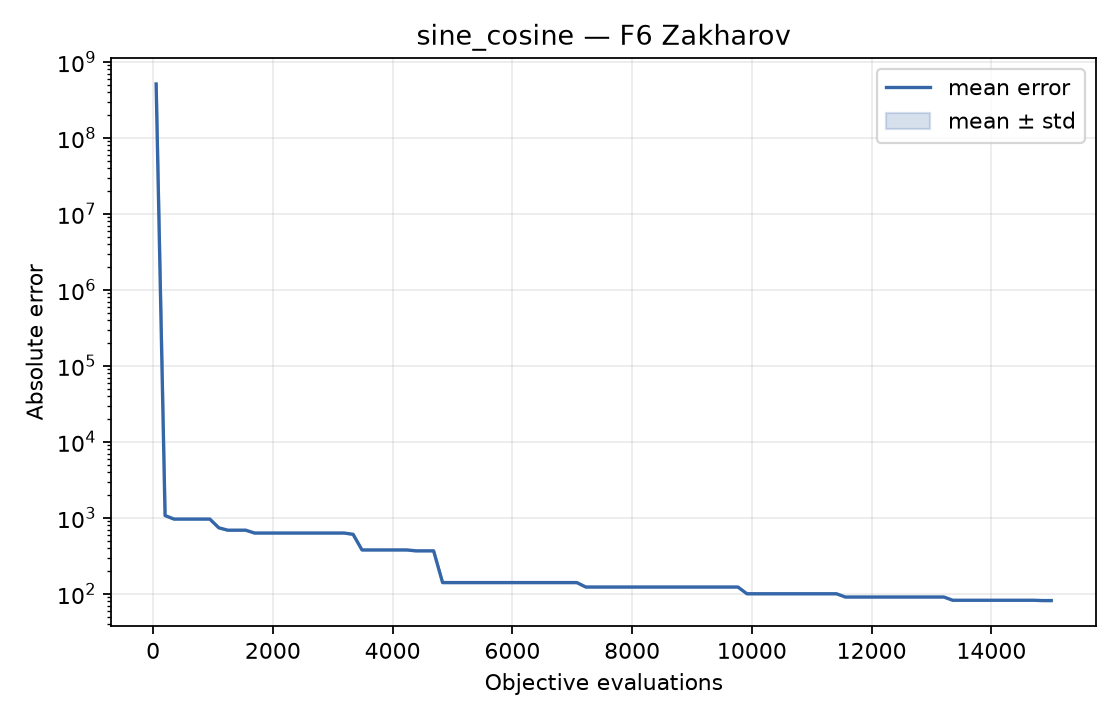 sine_cosine — F6 Zakharov
mean error
mean ± std
Absolute error
10⁹
10⁸
10⁷
10⁶
10⁵
10⁴
10³
10²
0 2000 4000 6000 8000 10000 12000 14000
Objective evaluations